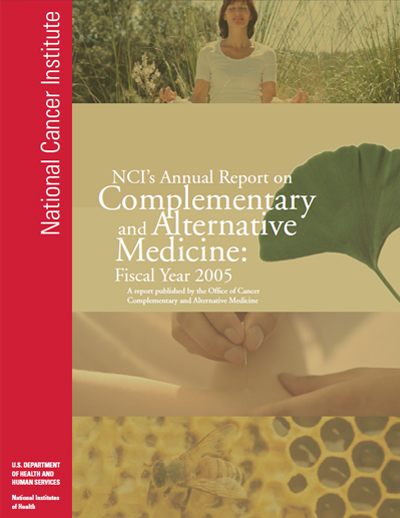 National Cancer Institute
NCI's Annual Report on
Complementary
and Alternative
Medicine:
Fiscal Year 2005
A report published by the Office of Cancer
Complementary and Alternative Medicine
U.S. DEPARTMENT
OF HEALTH AND
HUMAN SERVICES
National Institutes
of Health